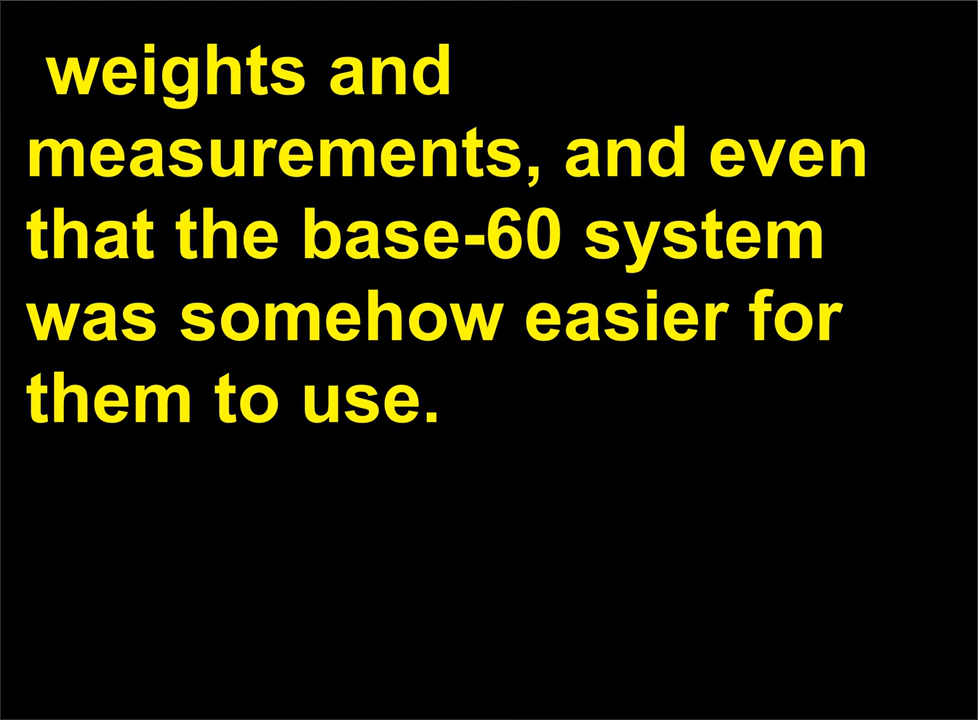 weights and
measurements, and even
that the base-60 system
was somehow easier for
them to use.